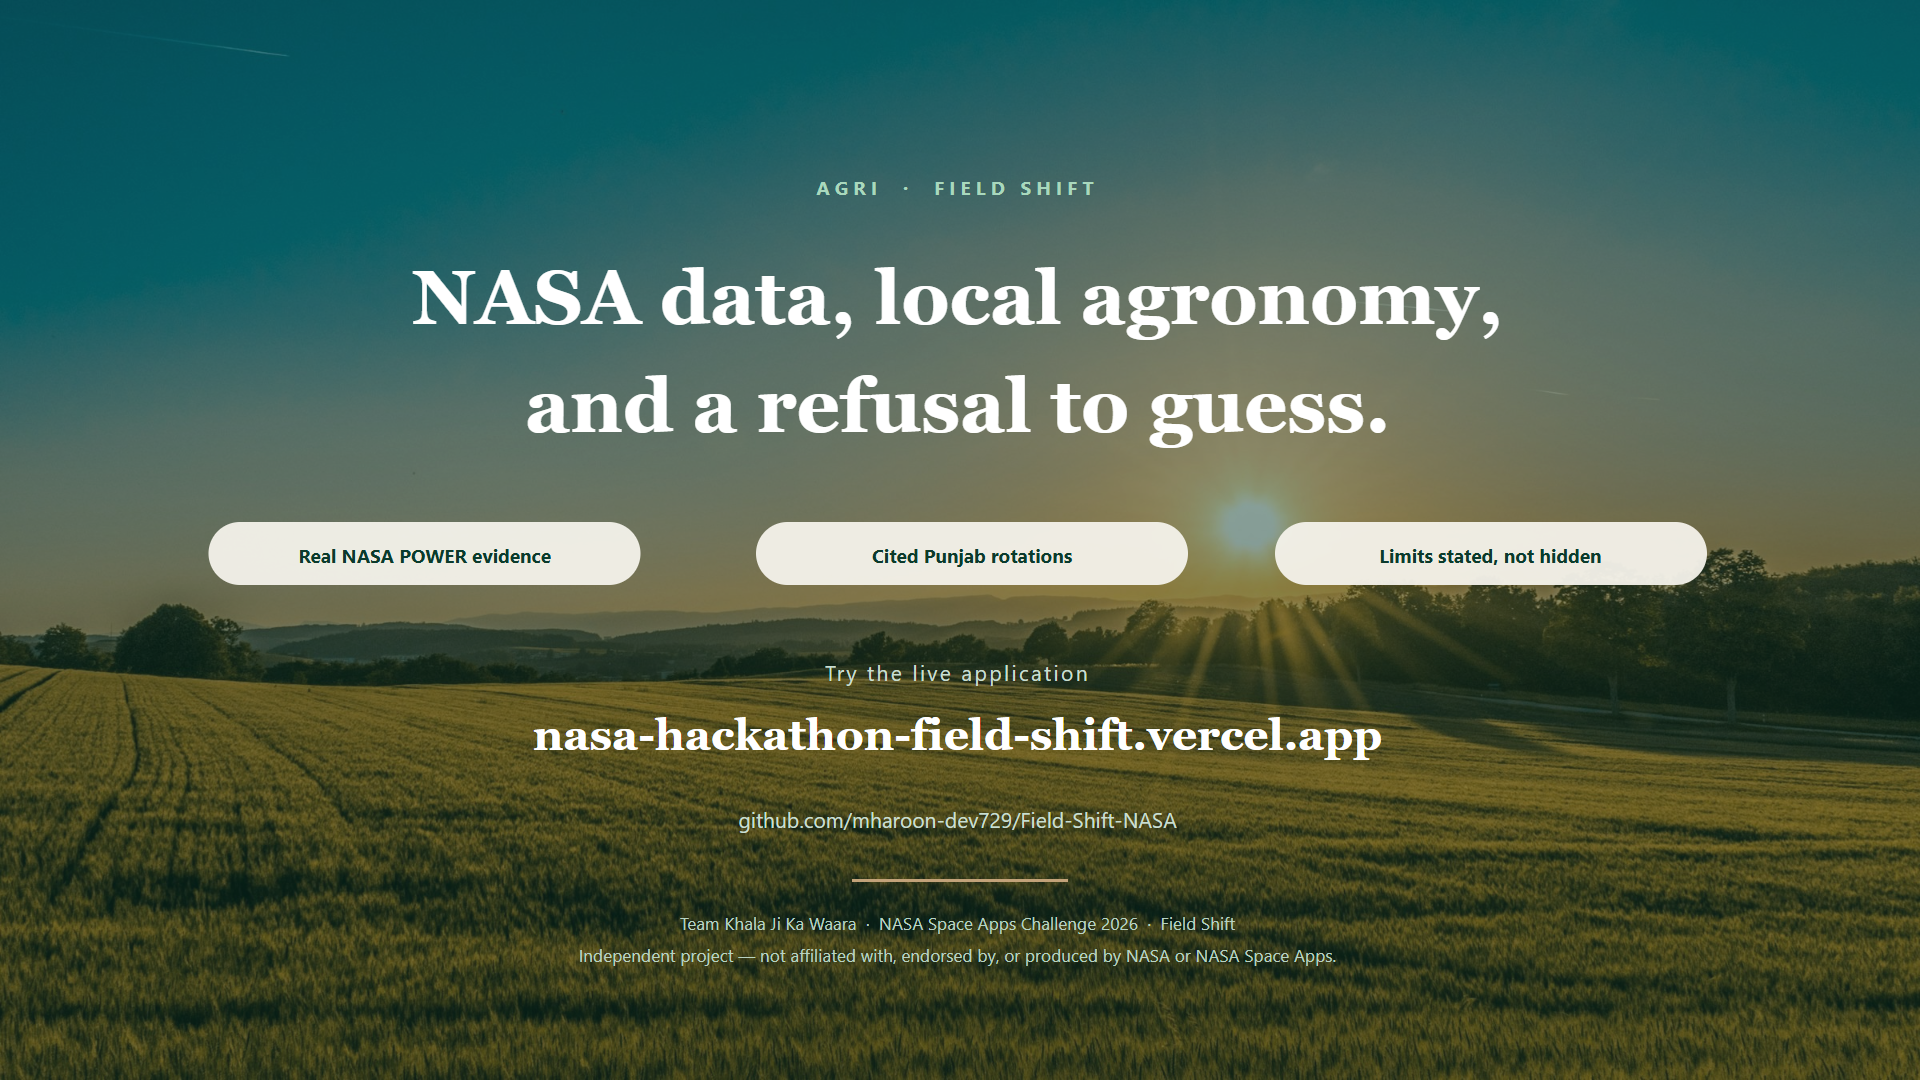 AGRI · FIELD SHIFT
NASA data, local agronomy,
and a refusal to guess.
Real NASA POWER evidence
Cited Punjab rotations
Limits stated, not hidden
Try the live application
nasa-hackathon-field-shift.vercel.app
github.com/mharoon-dev729/Field-Shift-NASA
Team Khala Ji Ka Waara · NASA Space Apps Challenge 2026 · Field Shift
Independent project — not affiliated with, endorsed by, or produced by NASA or NASA Space Apps.